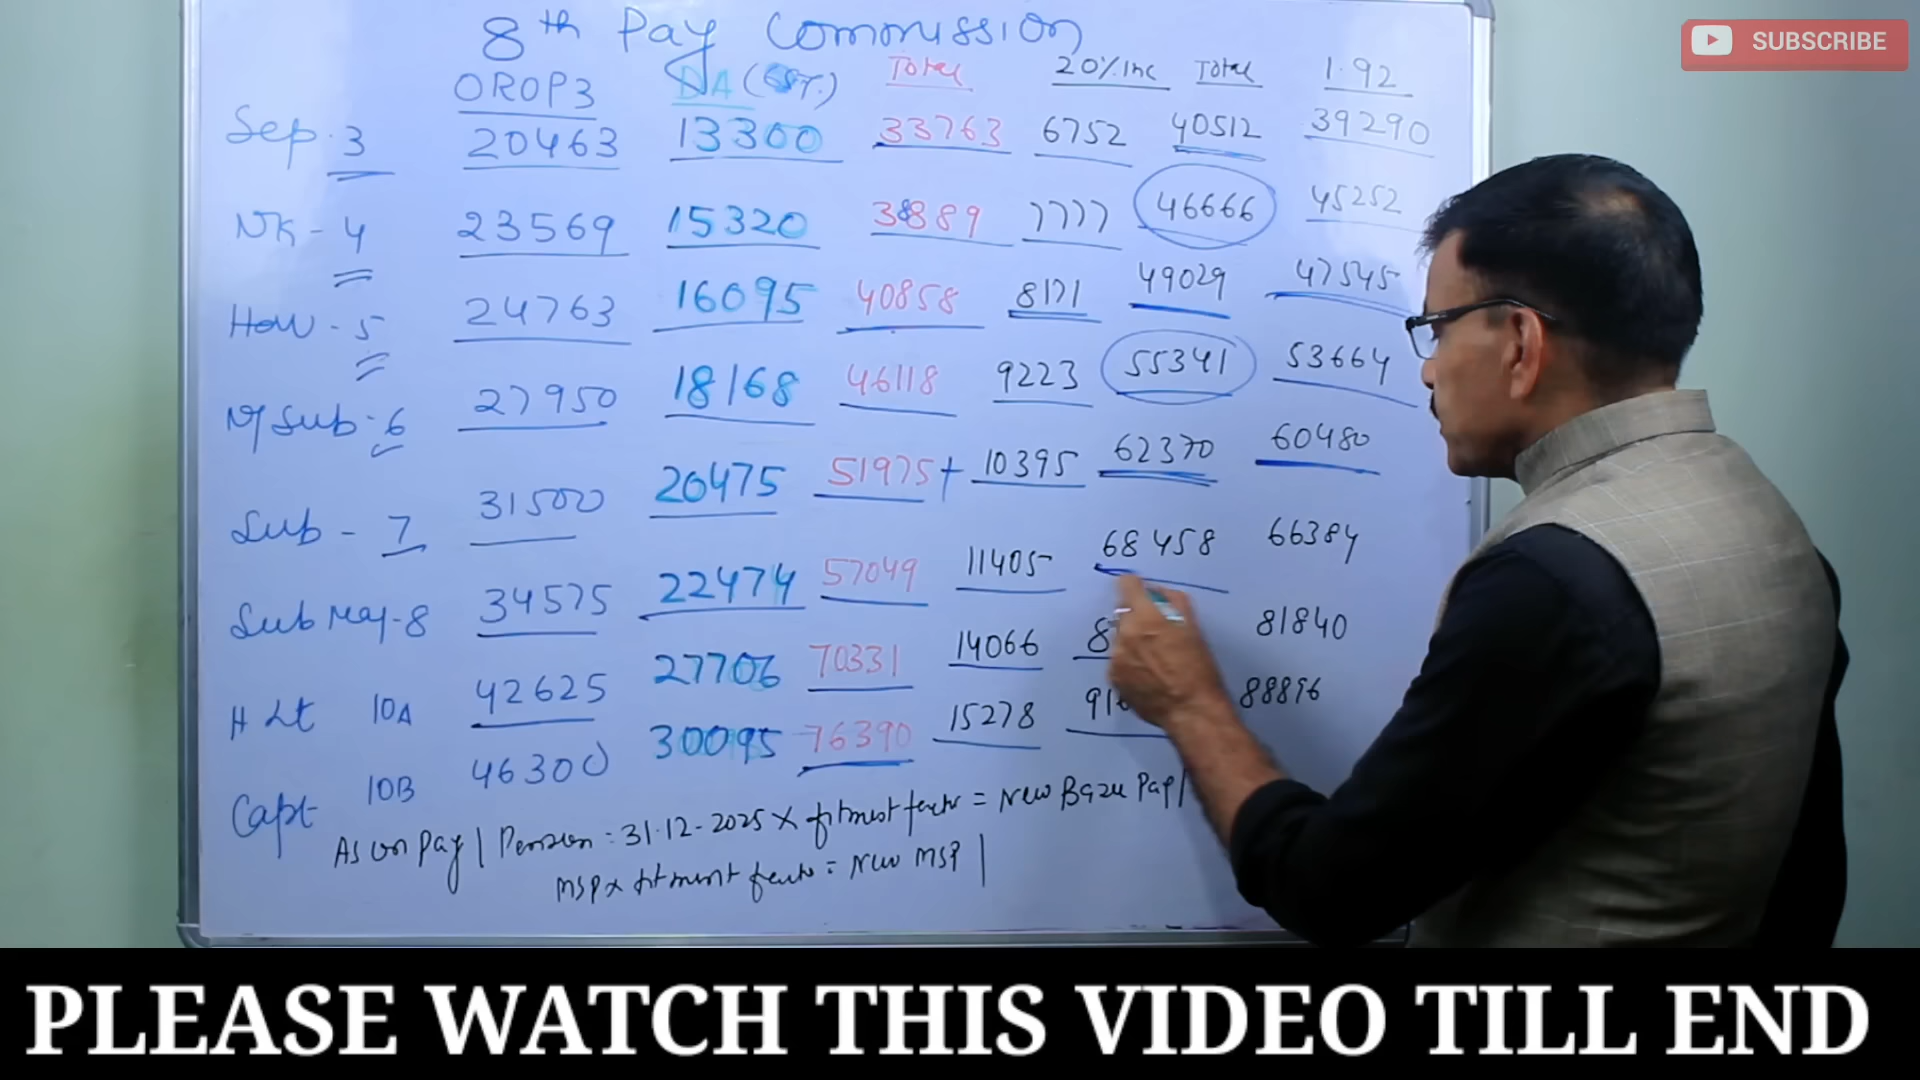 SUBSCRIBE
8th Pay Commission
OROP3 DA (EST.) Total 20% Inc Total 1.92
Sep. 3 20463 13300 33763 6752 40512 39290
NK - 4 23569 15320 38889 7777 46666 45252
HaW - 5 24763 16095 40858 8171 49029 47545
N/Sub - 6 27950 18168 46118 9223 55341 53664
Sub - 7 31500 20475 51975 + 10395 62370 60480
Sub Maj - 8 34575 22474 57049 11405 68458 66384
H Lt 10A 42625 27706 70331 14066 81840
Capt 10B 46300 30095 76390 15278 88896
As on Pay | Pension = 31-12-2025 X fitment factor = New Basic Pay |
MSP x fitment factor = New MSP |
PLEASE WATCH THIS VIDEO TILL END